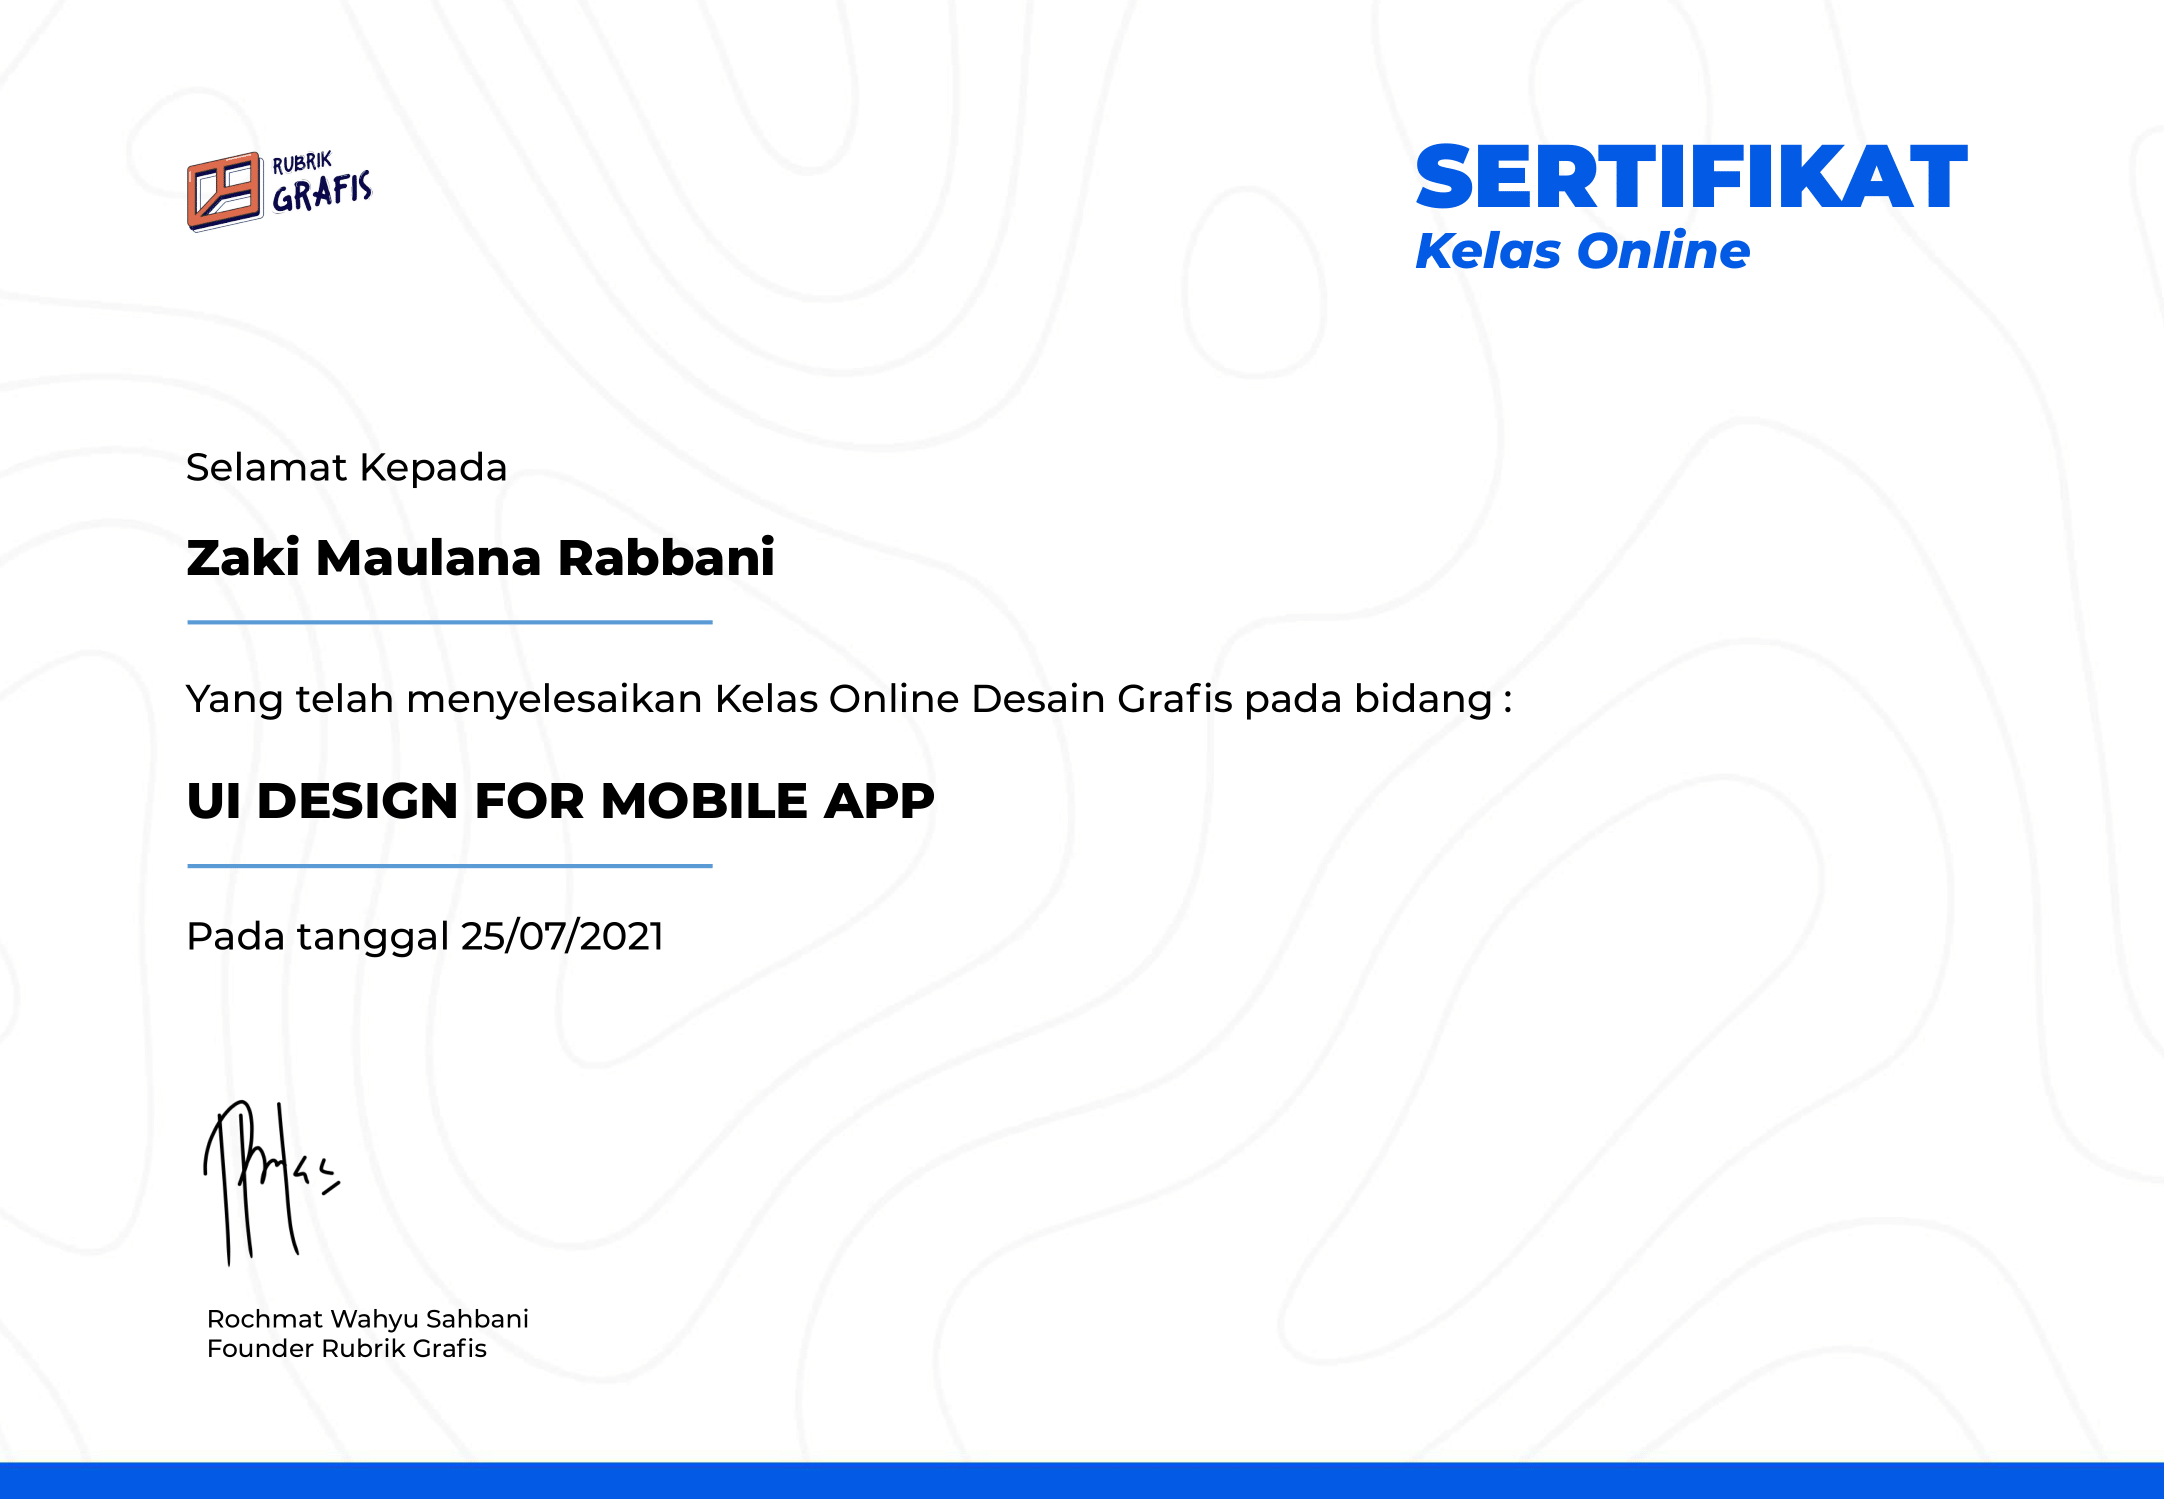 RUBRIK
GRAFIS
SERTIFIKAT
Kelas Online
Selamat Kepada
Zaki Maulana Rabbani
Yang telah menyelesaikan Kelas Online Desain Grafis pada bidang :
UI DESIGN FOR MOBILE APP
Pada tanggal 25/07/2021
Rochmat Wahyu Sahbani
Founder Rubrik Grafis